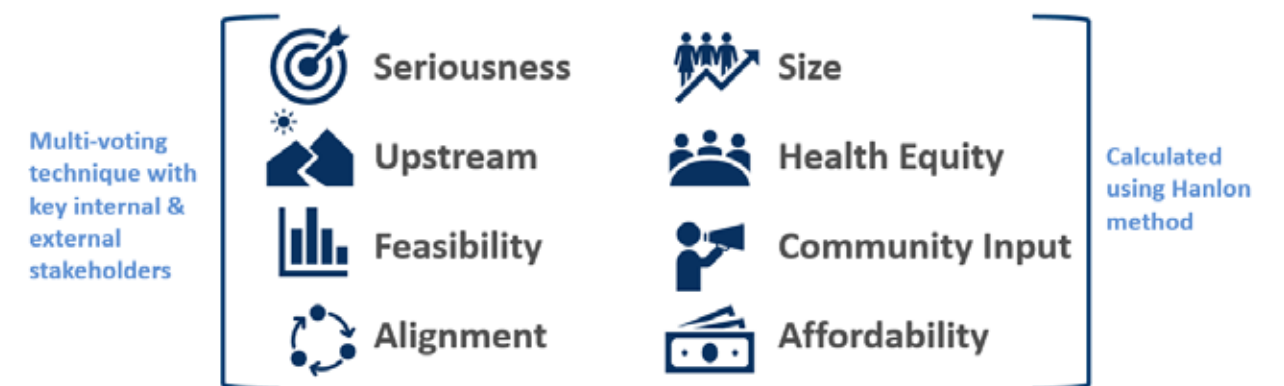 Multi-voting
technique with
key internal &
external
stakeholders
Seriousness
Upstream
Feasibility
Alignment
Size
Health Equity
Community Input
Affordability
Calculated
using Hanlon
method